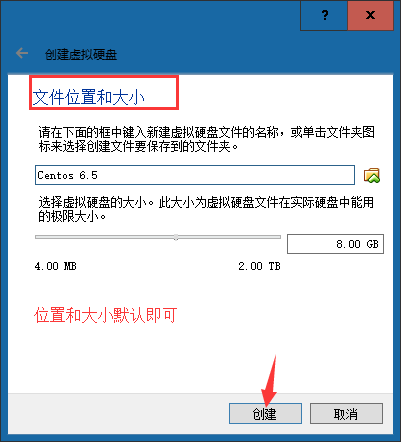 ?
x
← 创建虚拟硬盘
文件位置和大小
请在下面的框中键入新建虚拟硬盘文件的名称，或单击文件夹图
标来选择创建文件要保存到的文件夹。
Centos 6.5
选择虚拟硬盘的大小。此大小为虚拟硬盘文件在实际硬盘中能用
的极限大小。
8.00 GB
4.00 MB 2.00 TB
位置和大小默认即可
创建 取消